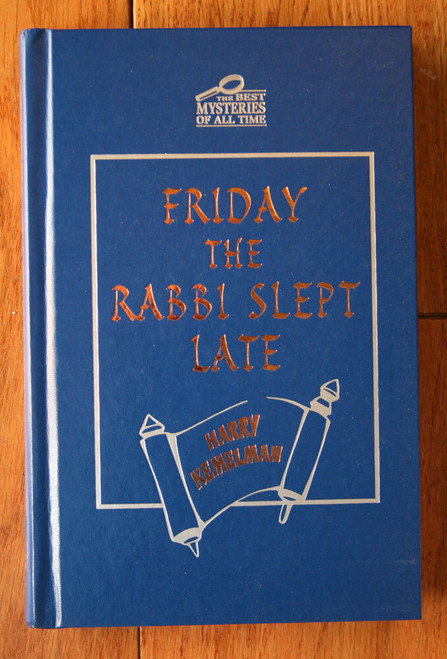 THE BEST
MYSTERIES
OF ALL TIME
FRIDAY
THE
RABBI SLEPT
LATE
HARRY
KEMELMAN